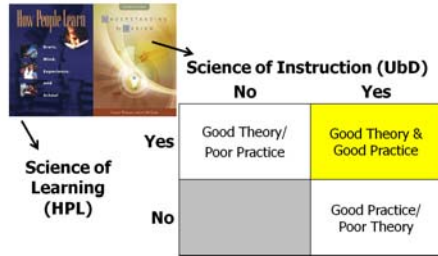 How People Learn
Brain,
Mind,
Experience,
and
School
UNDERSTANDING
by DESIGN
Science of Instruction (UbD)
No
Yes
Yes
Good Theory/
Poor Practice
Good Theory &
Good Practice
Science of
Learning
(HPL)
No
Good Practice/
Poor Theory